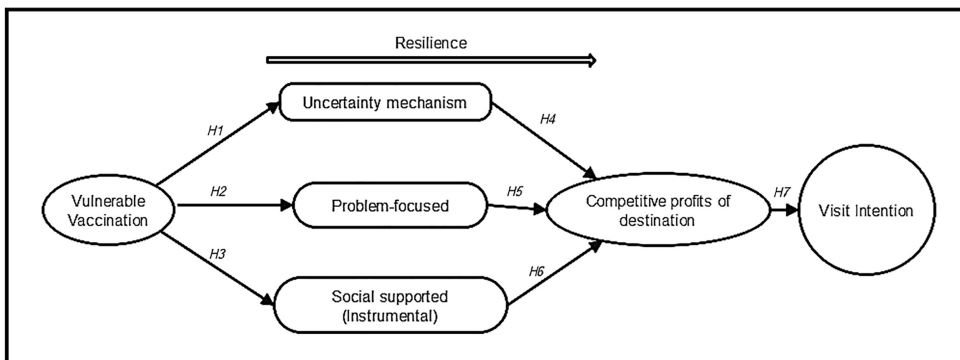 Resilience
Uncertainty mechanism
H1
H4
Vulnerable
Vaccination
H2
Problem-focused
H5
Competitive profits of
destination
H7
Visit Intention
H3
H6
Social supported
(Instrumental)